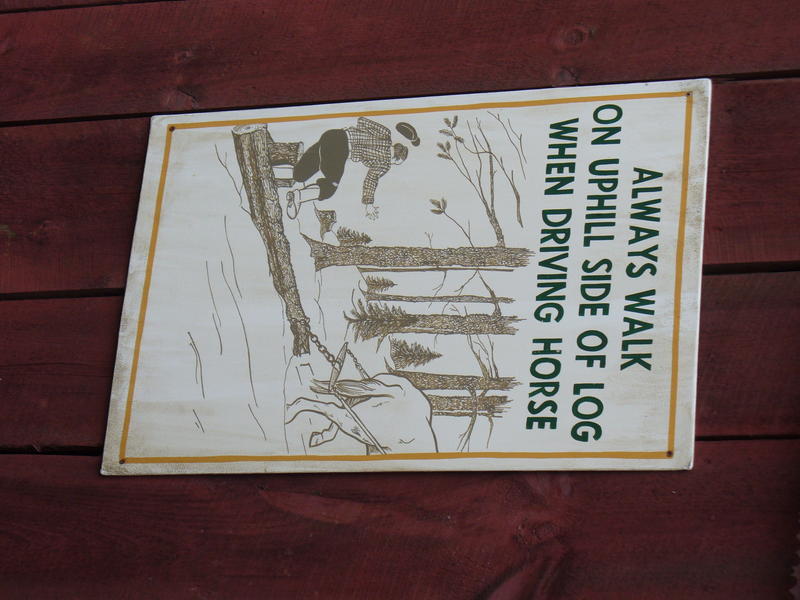 ALWAYS WALK
ON UPHILL SIDE OF LOG
WHEN DRIVING HORSE